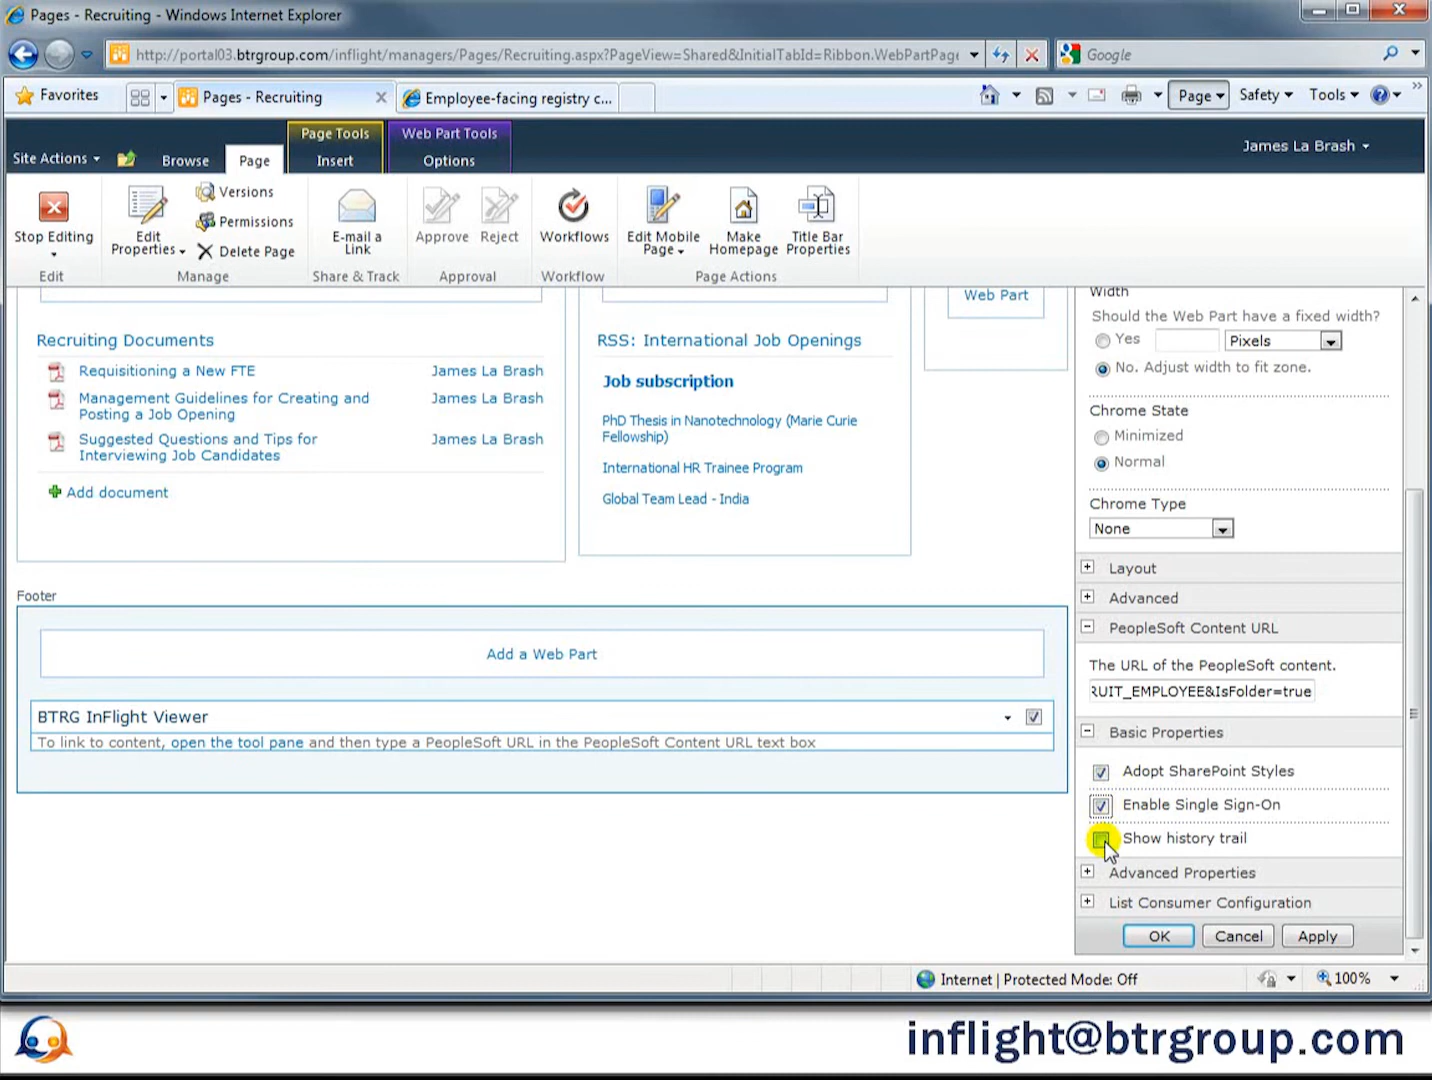 Pages - Recruiting - Windows Internet Explorer
http://portal03.btrgroup.com/inflight/managers/Pages/Recruiting.aspx?PageView=Shared&InitialTabId=Ribbon.WebPartPage
Google
Favorites
Pages - Recruiting
Employee-facing registry c...
Page
Safety
Tools
Site Actions
Browse
Page
Page Tools
Insert
Web Part Tools
Options
James La Brash
Stop Editing
Edit
Edit
Properties
Versions
Permissions
Delete Page
Manage
E-mail a
Link
Share & Track
Approve
Reject
Approval
Workflows
Workflow
Edit Mobile
Page
Make
Homepage
Title Bar
Properties
Page Actions
Recruiting Documents
Requisitioning a New FTE
James La Brash
Management Guidelines for Creating and
Posting a Job Opening
James La Brash
Suggested Questions and Tips for
Interviewing Job Candidates
James La Brash
Add document
RSS: International Job Openings
Job subscription
PhD Thesis in Nanotechnology (Marie Curie
Fellowship)
International HR Trainee Program
Global Team Lead - India
Web Part
Footer
Add a Web Part
BTRG InFlight Viewer
To link to content, open the tool pane and then type a PeopleSoft URL in the PeopleSoft Content URL text box
Width
Should the Web Part have a fixed width?
Yes
Pixels
No. Adjust width to fit zone.
Chrome State
Minimized
Normal
Chrome Type
None
Layout
Advanced
PeopleSoft Content URL
The URL of the PeopleSoft content.
RUIT_EMPLOYEE&IsFolder=true
Basic Properties
Adopt SharePoint Styles
Enable Single Sign-On
Show history trail
Advanced Properties
List Consumer Configuration
OK
Cancel
Apply
Internet | Protected Mode: Off
100%
inflight@btrgroup.com